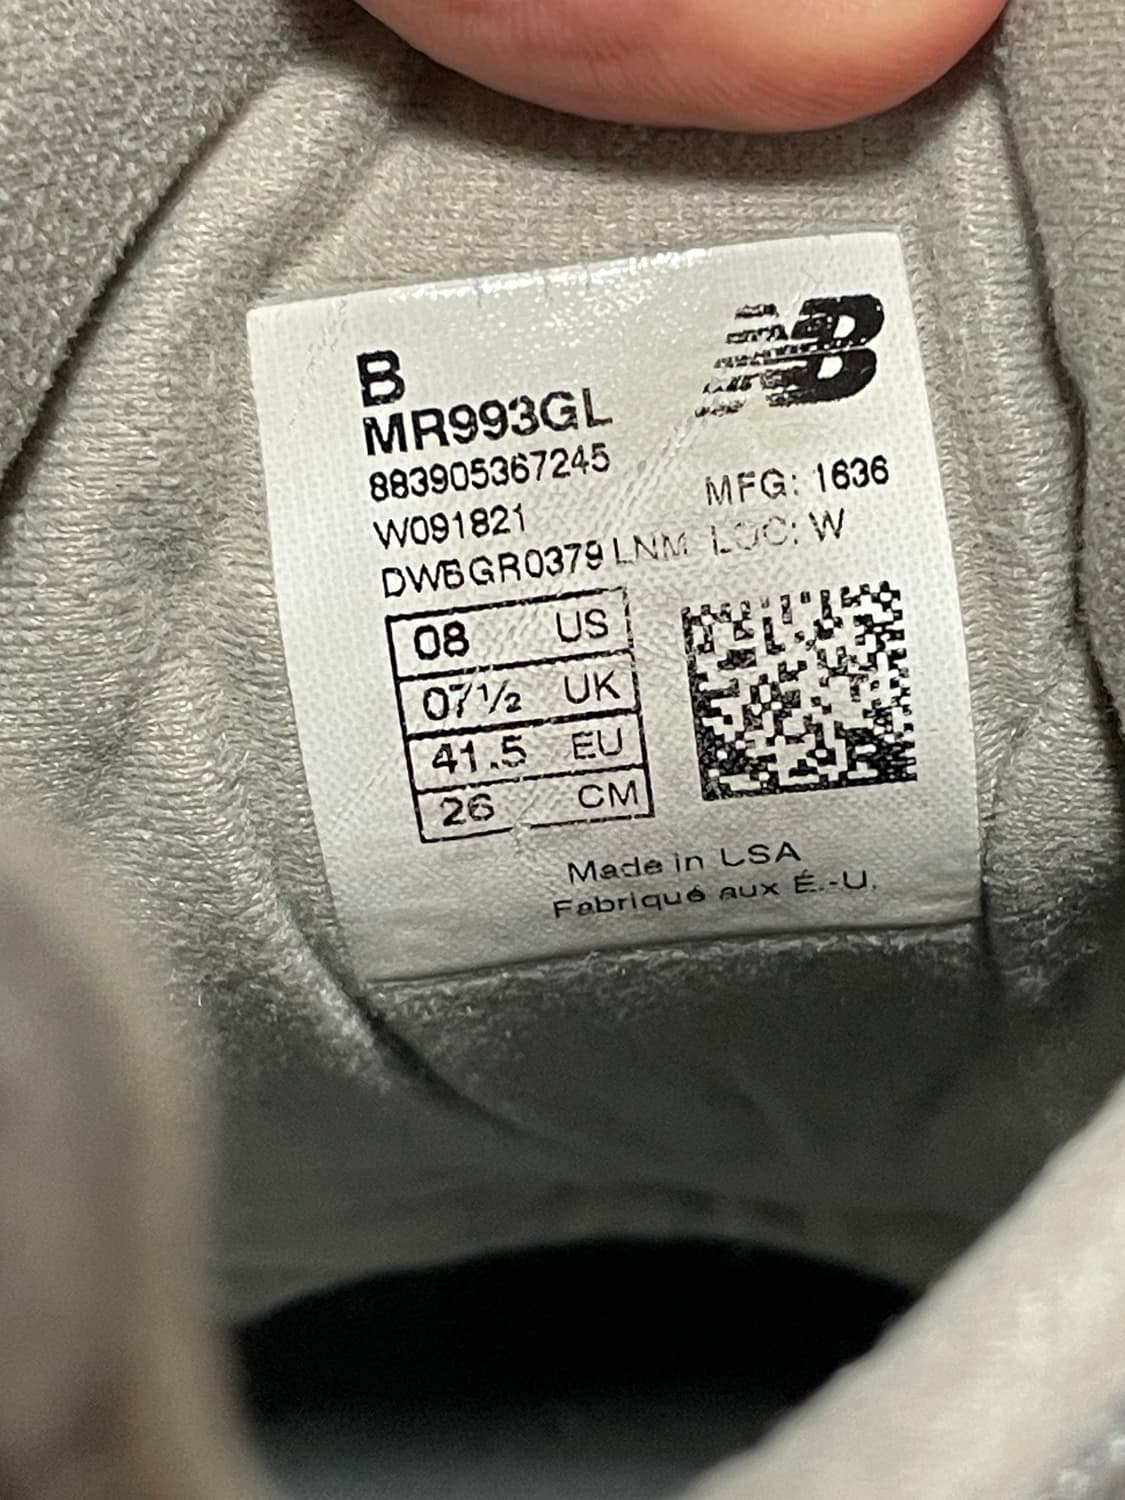 B
MR993GL
883905367245
W091821 MFG: 1636
DW5GR0379 LNM LOC: W
08 US
07½ UK
41.5 EU
26 CM
Made in USA
Fabriqué aux É.-U.